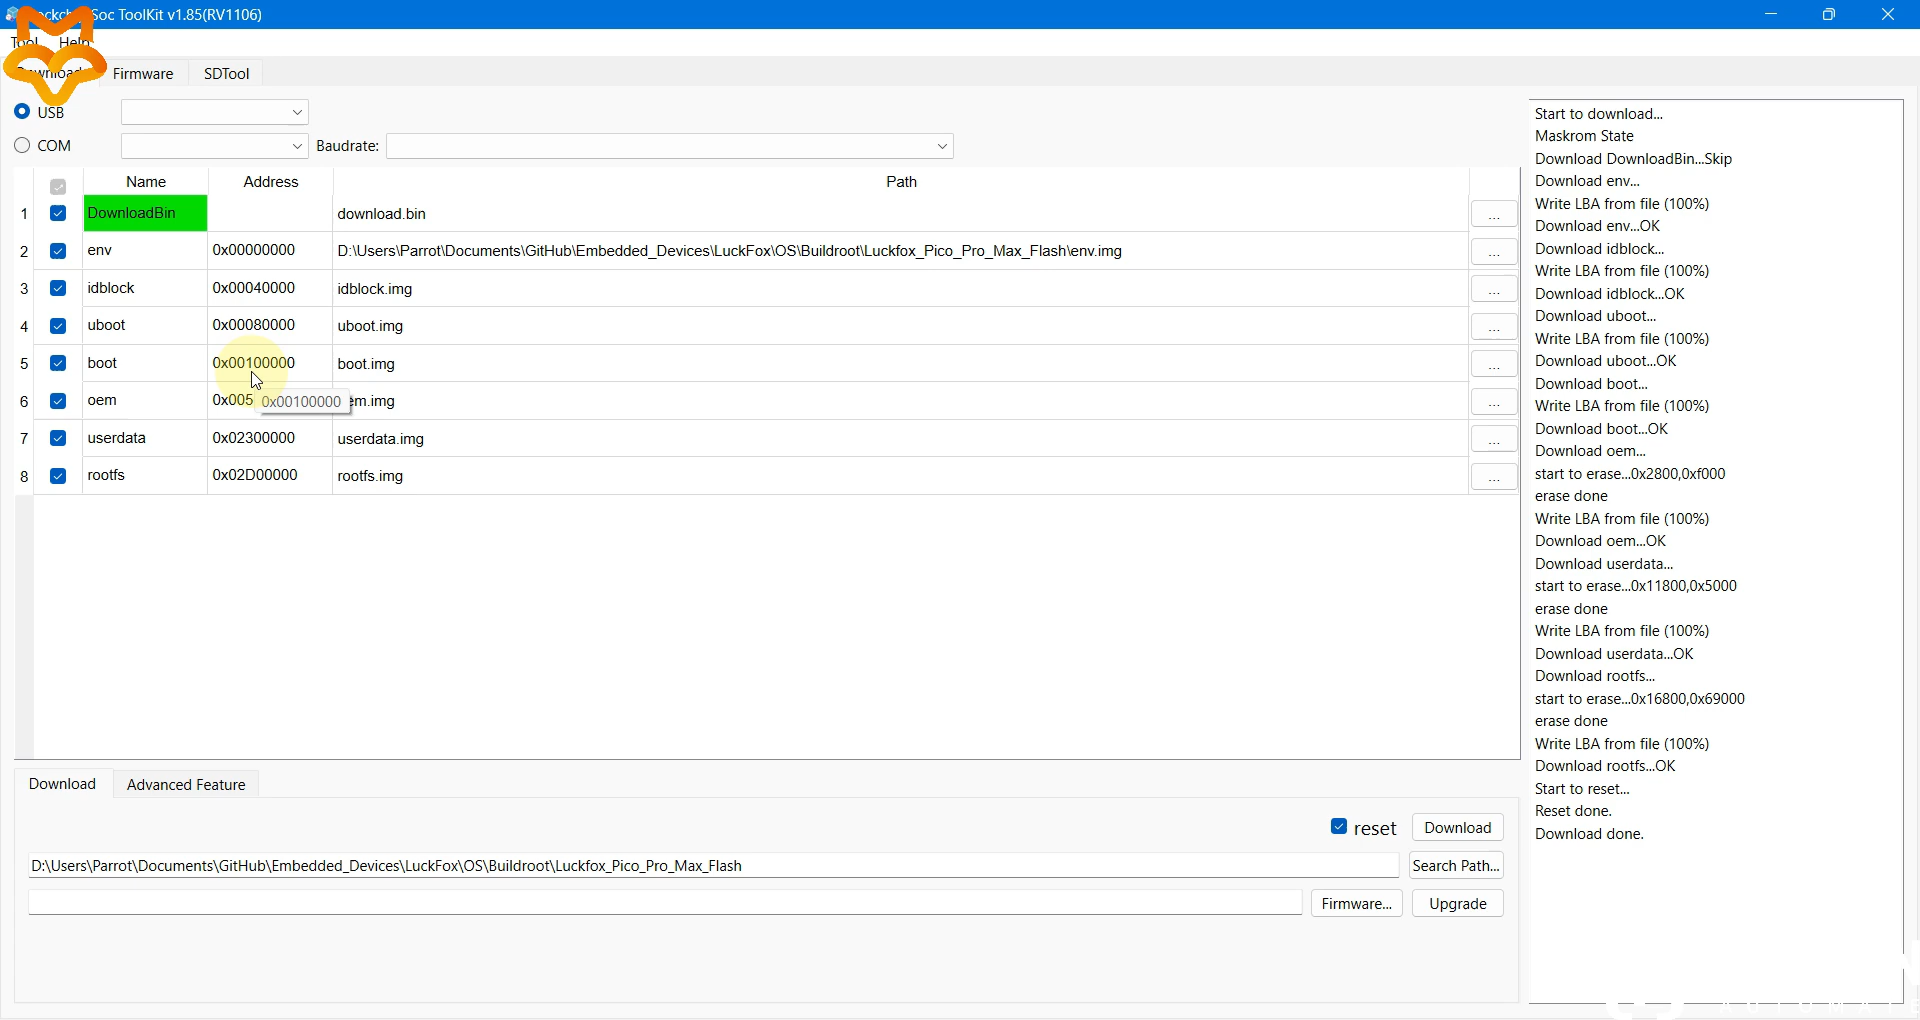 Soc ToolKit v1.85(RV1106)
Tool Help
Download Firmware SDTool
USB
COM Baudrate:
Name Address Path
1 DownloadBin download.bin ...
2 env 0x00000000 D:\Users\Parrot\Documents\GitHub\Embedded_Devices\LuckFox\OS\Buildroot\Luckfox_Pico_Pro_Max_Flash\env.img ...
3 idblock 0x00040000 idblock.img ...
4 uboot 0x00080000 uboot.img ...
5 boot 0x00100000 boot.img ...
6 oem 0x005 0x00100000 em.img ...
7 userdata 0x02300000 userdata.img ...
8 rootfs 0x02D00000 rootfs.img ...
Download Advanced Feature
reset Download
D:\Users\Parrot\Documents\GitHub\Embedded_Devices\LuckFox\OS\Buildroot\Luckfox_Pico_Pro_Max_Flash Search Path...
Firmware... Upgrade
Start to download...
Maskrom State
Download DownloadBin...Skip
Download env...
Write LBA from file (100%)
Download env...OK
Download idblock...
Write LBA from file (100%)
Download idblock...OK
Download uboot...
Write LBA from file (100%)
Download uboot...OK
Download boot...
Write LBA from file (100%)
Download boot...OK
Download oem...
start to erase...0x2800,0xf000
erase done
Write LBA from file (100%)
Download oem...OK
Download userdata...
start to erase...0x11800,0x5000
erase done
Write LBA from file (100%)
Download userdata...OK
Download rootfs...
start to erase...0x16800,0x69000
erase done
Write LBA from file (100%)
Download rootfs...OK
Start to reset...
Reset done.
Download done.